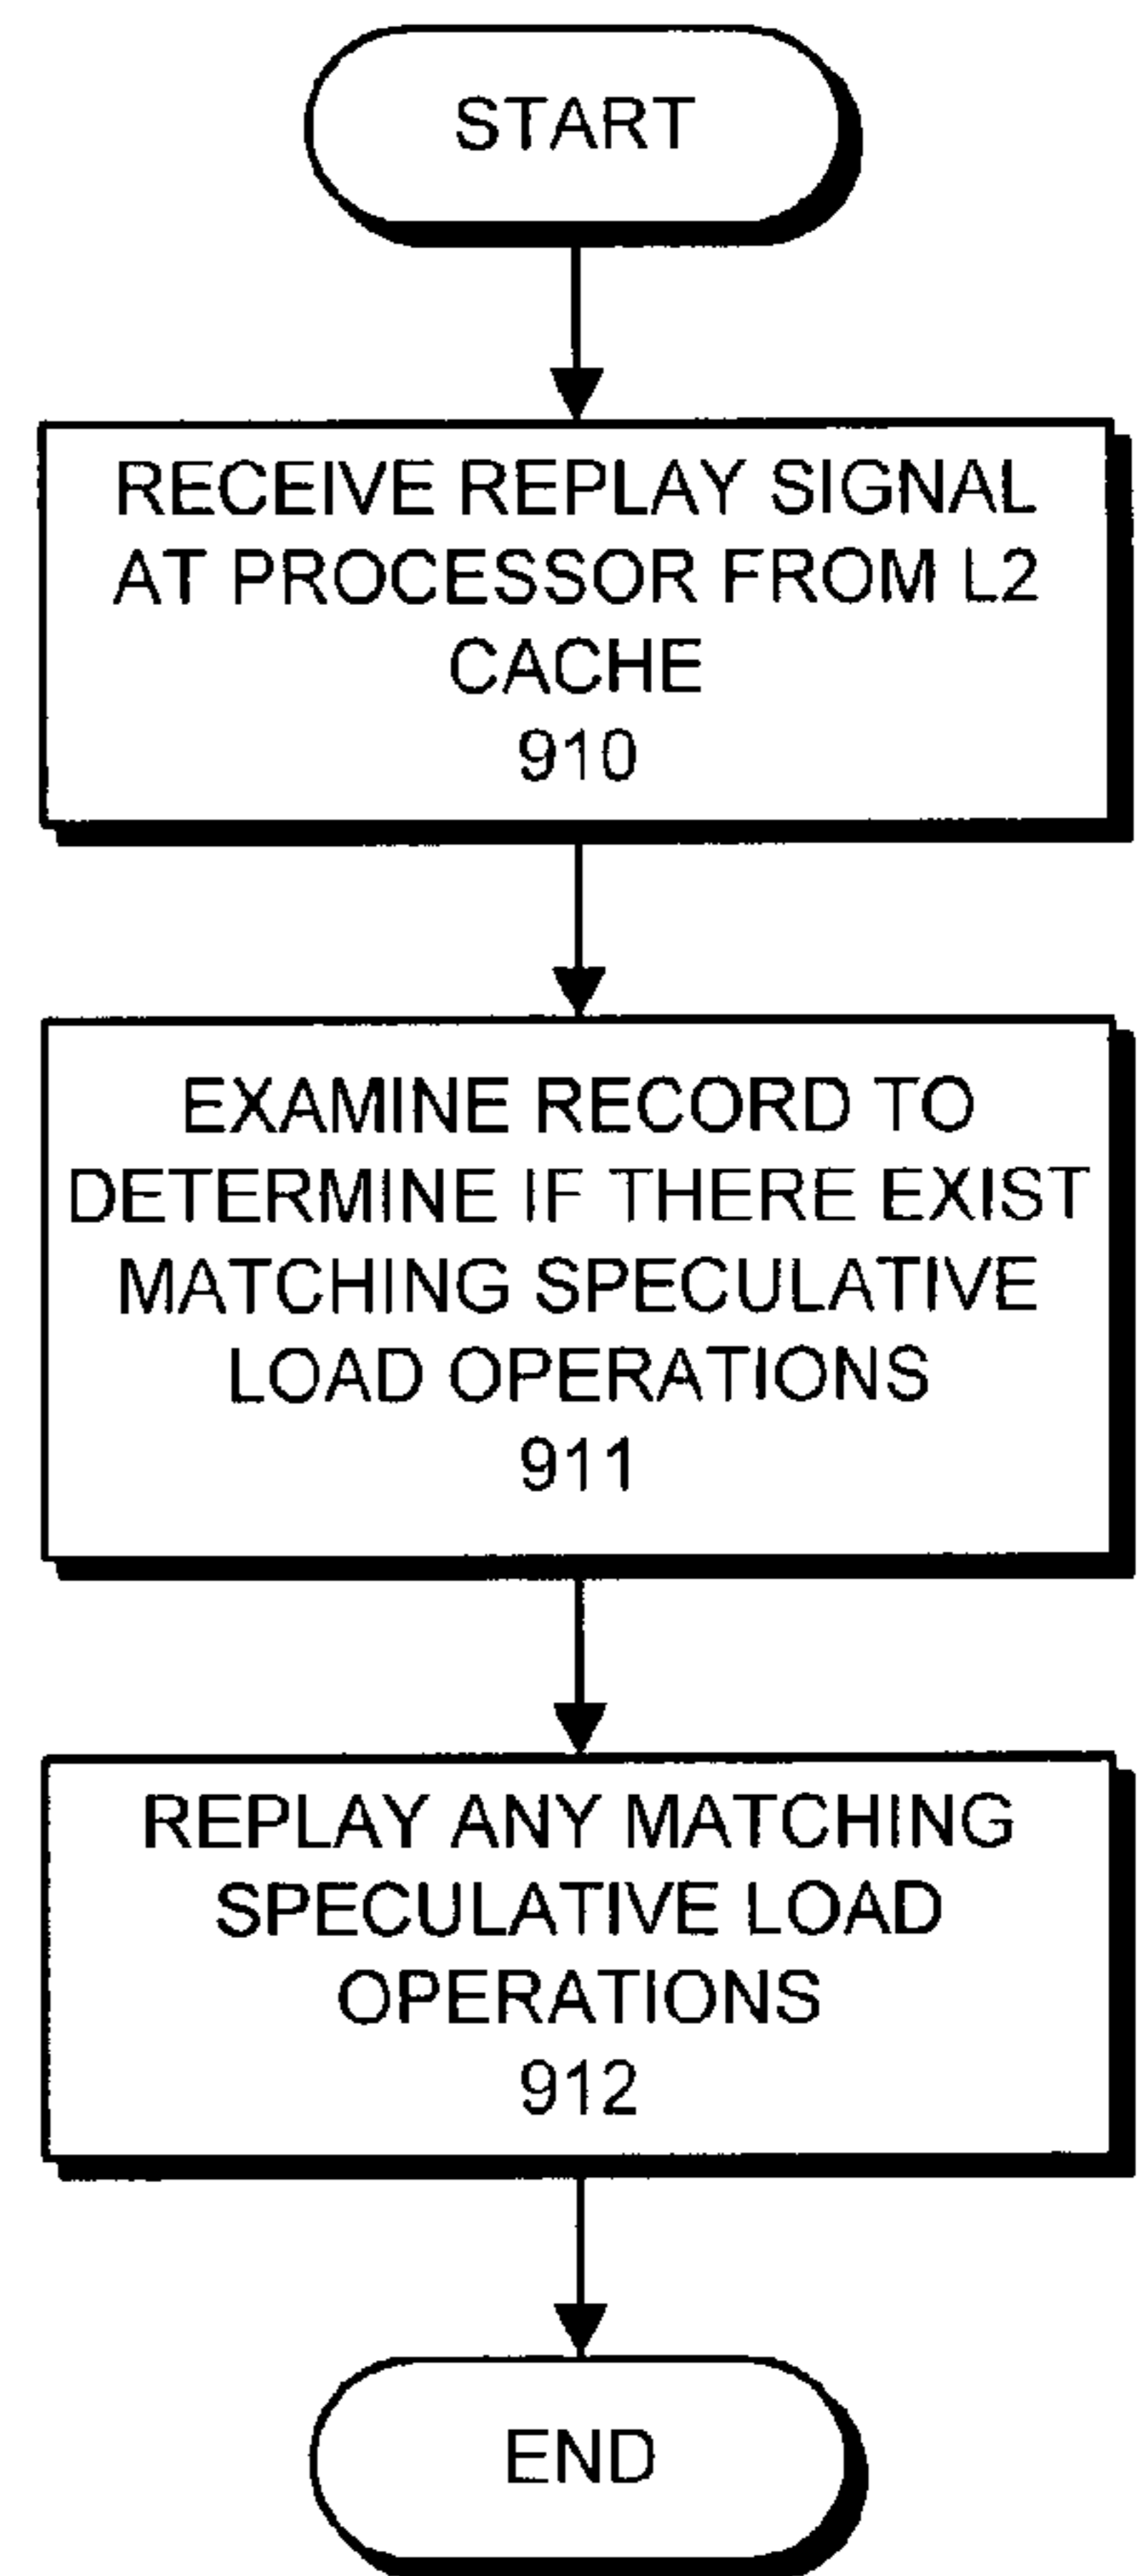 START
RECEIVE REPLAY SIGNAL
AT PROCESSOR FROM L2
CACHE
910
EXAMINE RECORD TO
DETERMINE IF THERE EXIST
MATCHING SPECULATIVE
LOAD OPERATIONS
911
REPLAY ANY MATCHING
SPECULATIVE LOAD
OPERATIONS
912
END